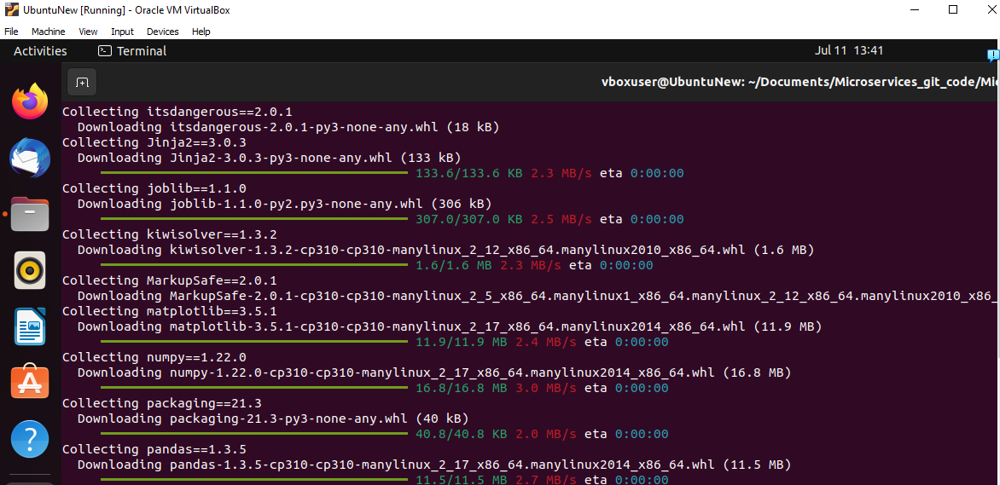 UbuntuNew [Running] - Oracle VM VirtualBox
File Machine View Input Devices Help
Activities Terminal Jul 11 13:41
vboxuser@UbuntuNew: ~/Documents/Microservices_git_code/Mic
Collecting itsdangerous==2.0.1
Downloading itsdangerous-2.0.1-py3-none-any.whl (18 kB)
Collecting Jinja2==3.0.3
Downloading Jinja2-3.0.3-py3-none-any.whl (133 kB)
133.6/133.6 KB 2.3 MB/s eta 0:00:00
Collecting joblib==1.1.0
Downloading joblib-1.1.0-py2.py3-none-any.whl (306 kB)
307.0/307.0 KB 2.5 MB/s eta 0:00:00
Collecting kiwisolver==1.3.2
Downloading kiwisolver-1.3.2-cp310-cp310-manylinux_2_12_x86_64.manylinux2010_x86_64.whl (1.6 MB)
1.6/1.6 MB 2.3 MB/s eta 0:00:00
Collecting MarkupSafe==2.0.1
Downloading MarkupSafe-2.0.1-cp310-cp310-manylinux_2_5_x86_64.manylinux1_x86_64.manylinux_2_12_x86_64.manylinux2010_x86_
Collecting matplotlib==3.5.1
Downloading matplotlib-3.5.1-cp310-cp310-manylinux_2_17_x86_64.manylinux2014_x86_64.whl (11.9 MB)
11.9/11.9 MB 2.4 MB/s eta 0:00:00
Collecting numpy==1.22.0
Downloading numpy-1.22.0-cp310-cp310-manylinux_2_17_x86_64.manylinux2014_x86_64.whl (16.8 MB)
16.8/16.8 MB 3.0 MB/s eta 0:00:00
Collecting packaging==21.3
Downloading packaging-21.3-py3-none-any.whl (40 kB)
40.8/40.8 KB 2.0 MB/s eta 0:00:00
Collecting pandas==1.3.5
Downloading pandas-1.3.5-cp310-cp310-manylinux_2_17_x86_64.manylinux2014_x86_64.whl (11.5 MB)
11.5/11.5 MB 2.7 MB/s eta 0:00:00